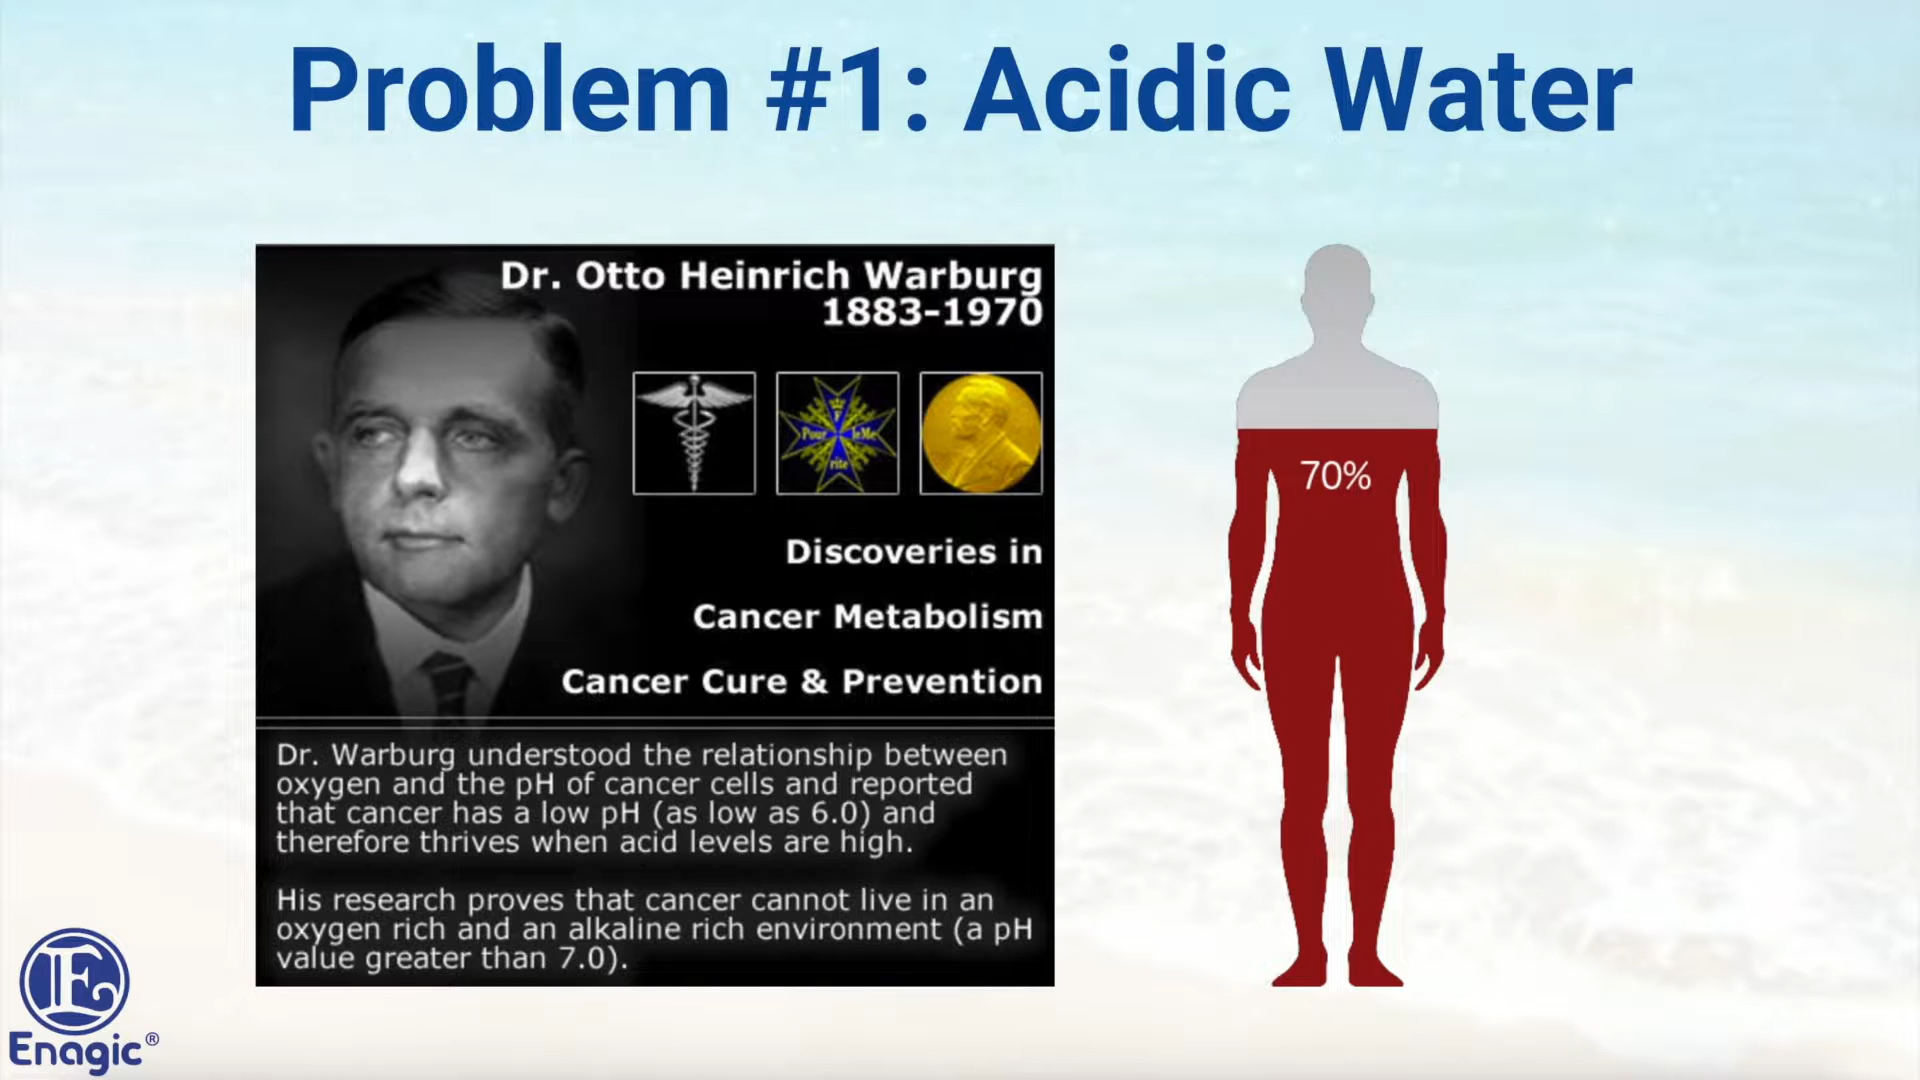 Problem #1: Acidic Water
Dr. Otto Heinrich Warburg
1883-1970
Pour leMe
rite
Discoveries in
Cancer Metabolism
Cancer Cure & Prevention
Dr. Warburg understood the relationship between
oxygen and the pH of cancer cells and reported
that cancer has a low pH (as low as 6.0) and
therefore thrives when acid levels are high.
His research proves that cancer cannot live in an
oxygen rich and an alkaline rich environment (a pH
value greater than 7.0).
70%
E
Enagic®